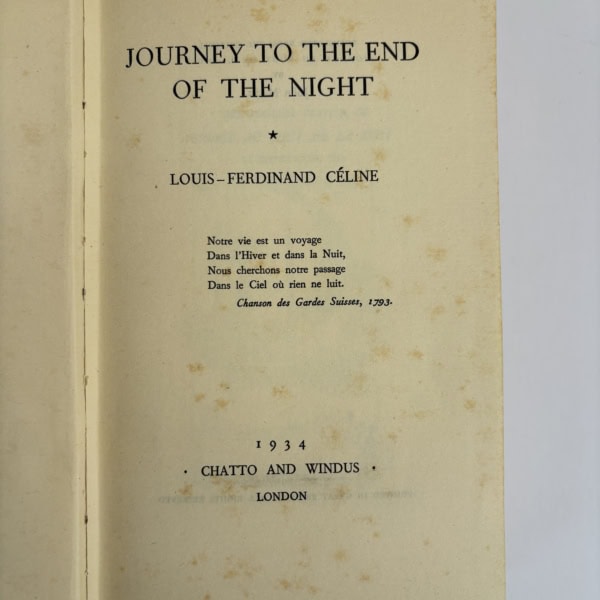 JOURNEY TO THE END
OF THE NIGHT
★
LOUIS–FERDINAND CÉLINE
Notre vie est un voyage
Dans l'Hiver et dans la Nuit,
Nous cherchons notre passage
Dans le Ciel où rien ne luit.
Chanson des Gardes Suisses, 1793.
1934
· CHATTO AND WINDUS ·
LONDON